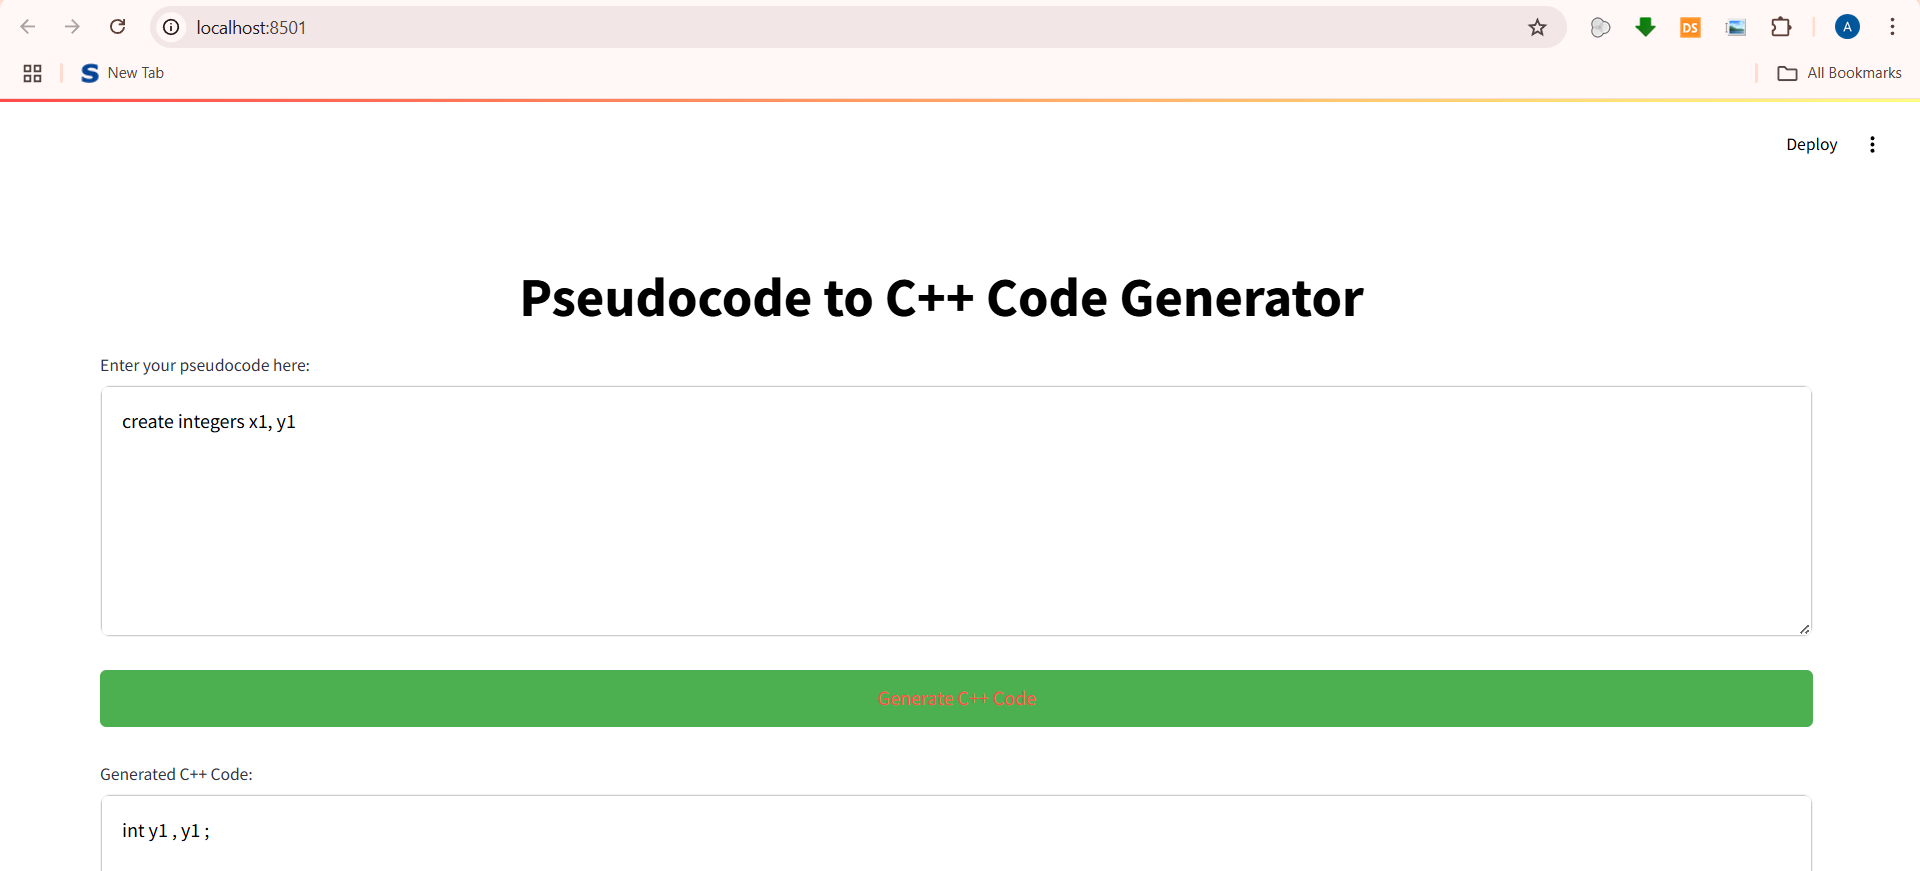 localhost:8501
DS
A
S New Tab
All Bookmarks
Deploy
Pseudocode to C++ Code Generator
Enter your pseudocode here:
create integers x1, y1
Generate C++ Code
Generated C++ Code:
int y1 , y1 ;